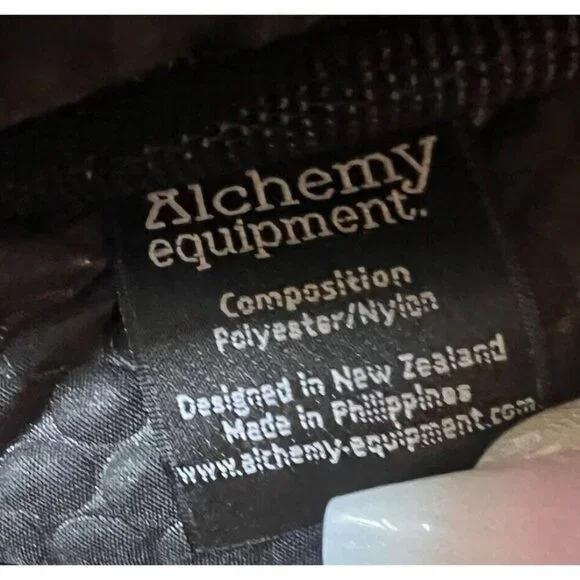 Alchemy
equipment.
Composition
Polyester/Nylon
Designed in New Zealand
Made in Philippines
www.alchemy-equipment.com